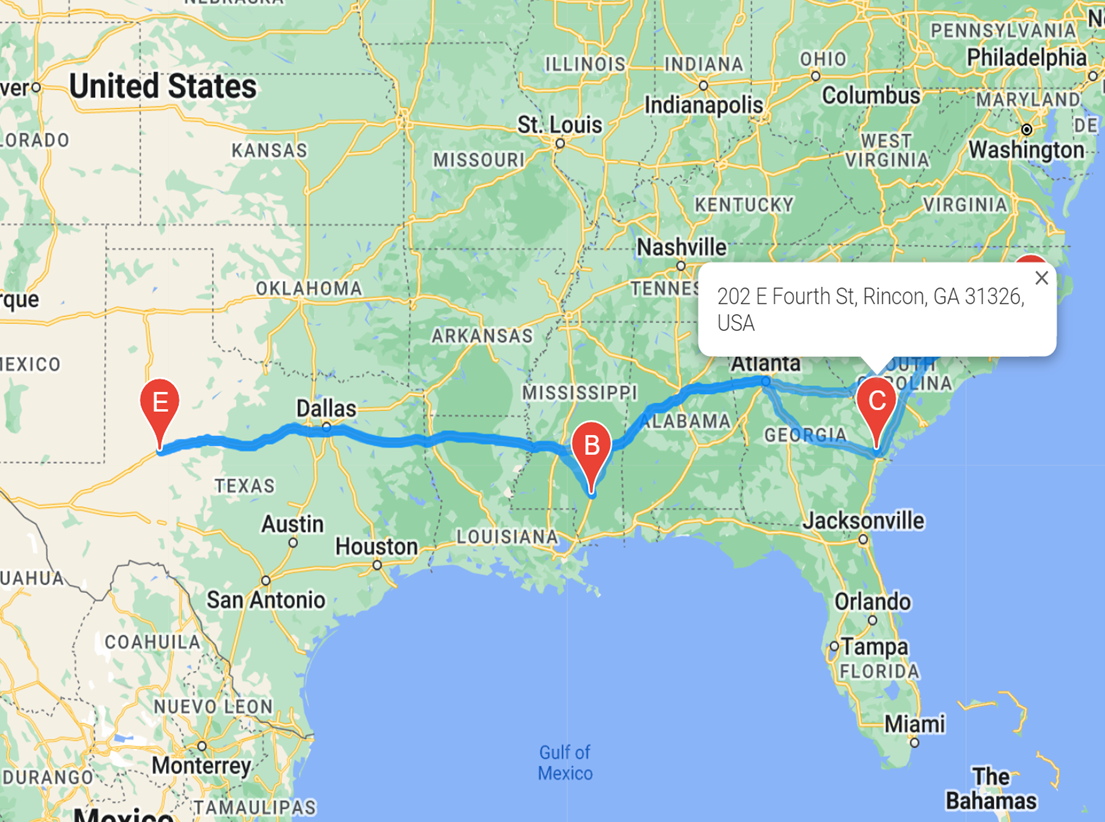 NEBRASKA
PENNSYLVANIA
ILLINOIS
INDIANA
OHIO
Philadelphia
United States
ver
Indianapolis
Columbus
MARYLAND
DE
St. Louis
Washington
ORADO
KANSAS
MISSOURI
WEST
VIRGINIA
KENTUCKY
VIRGINIA
Nashville
rque
OKLAHOMA
TENNES
202 E Fourth St, Rincon, GA 31326,
USA
ARKANSAS
MEXICO
Atlanta
OUTH
CAROLINA
MISSISSIPPI
E
C
Dallas
B
ALABAMA
GEORGIA
TEXAS
Austin
Houston
LOUISIANA
Jacksonville
UAHUA
San Antonio
Orlando
COAHUILA
Tampa
FLORIDA
NUEVO LEON
Miami
Monterrey
Gulf of
Mexico
DURANGO
The
Bahamas
TAMAULIPAS
Mexico